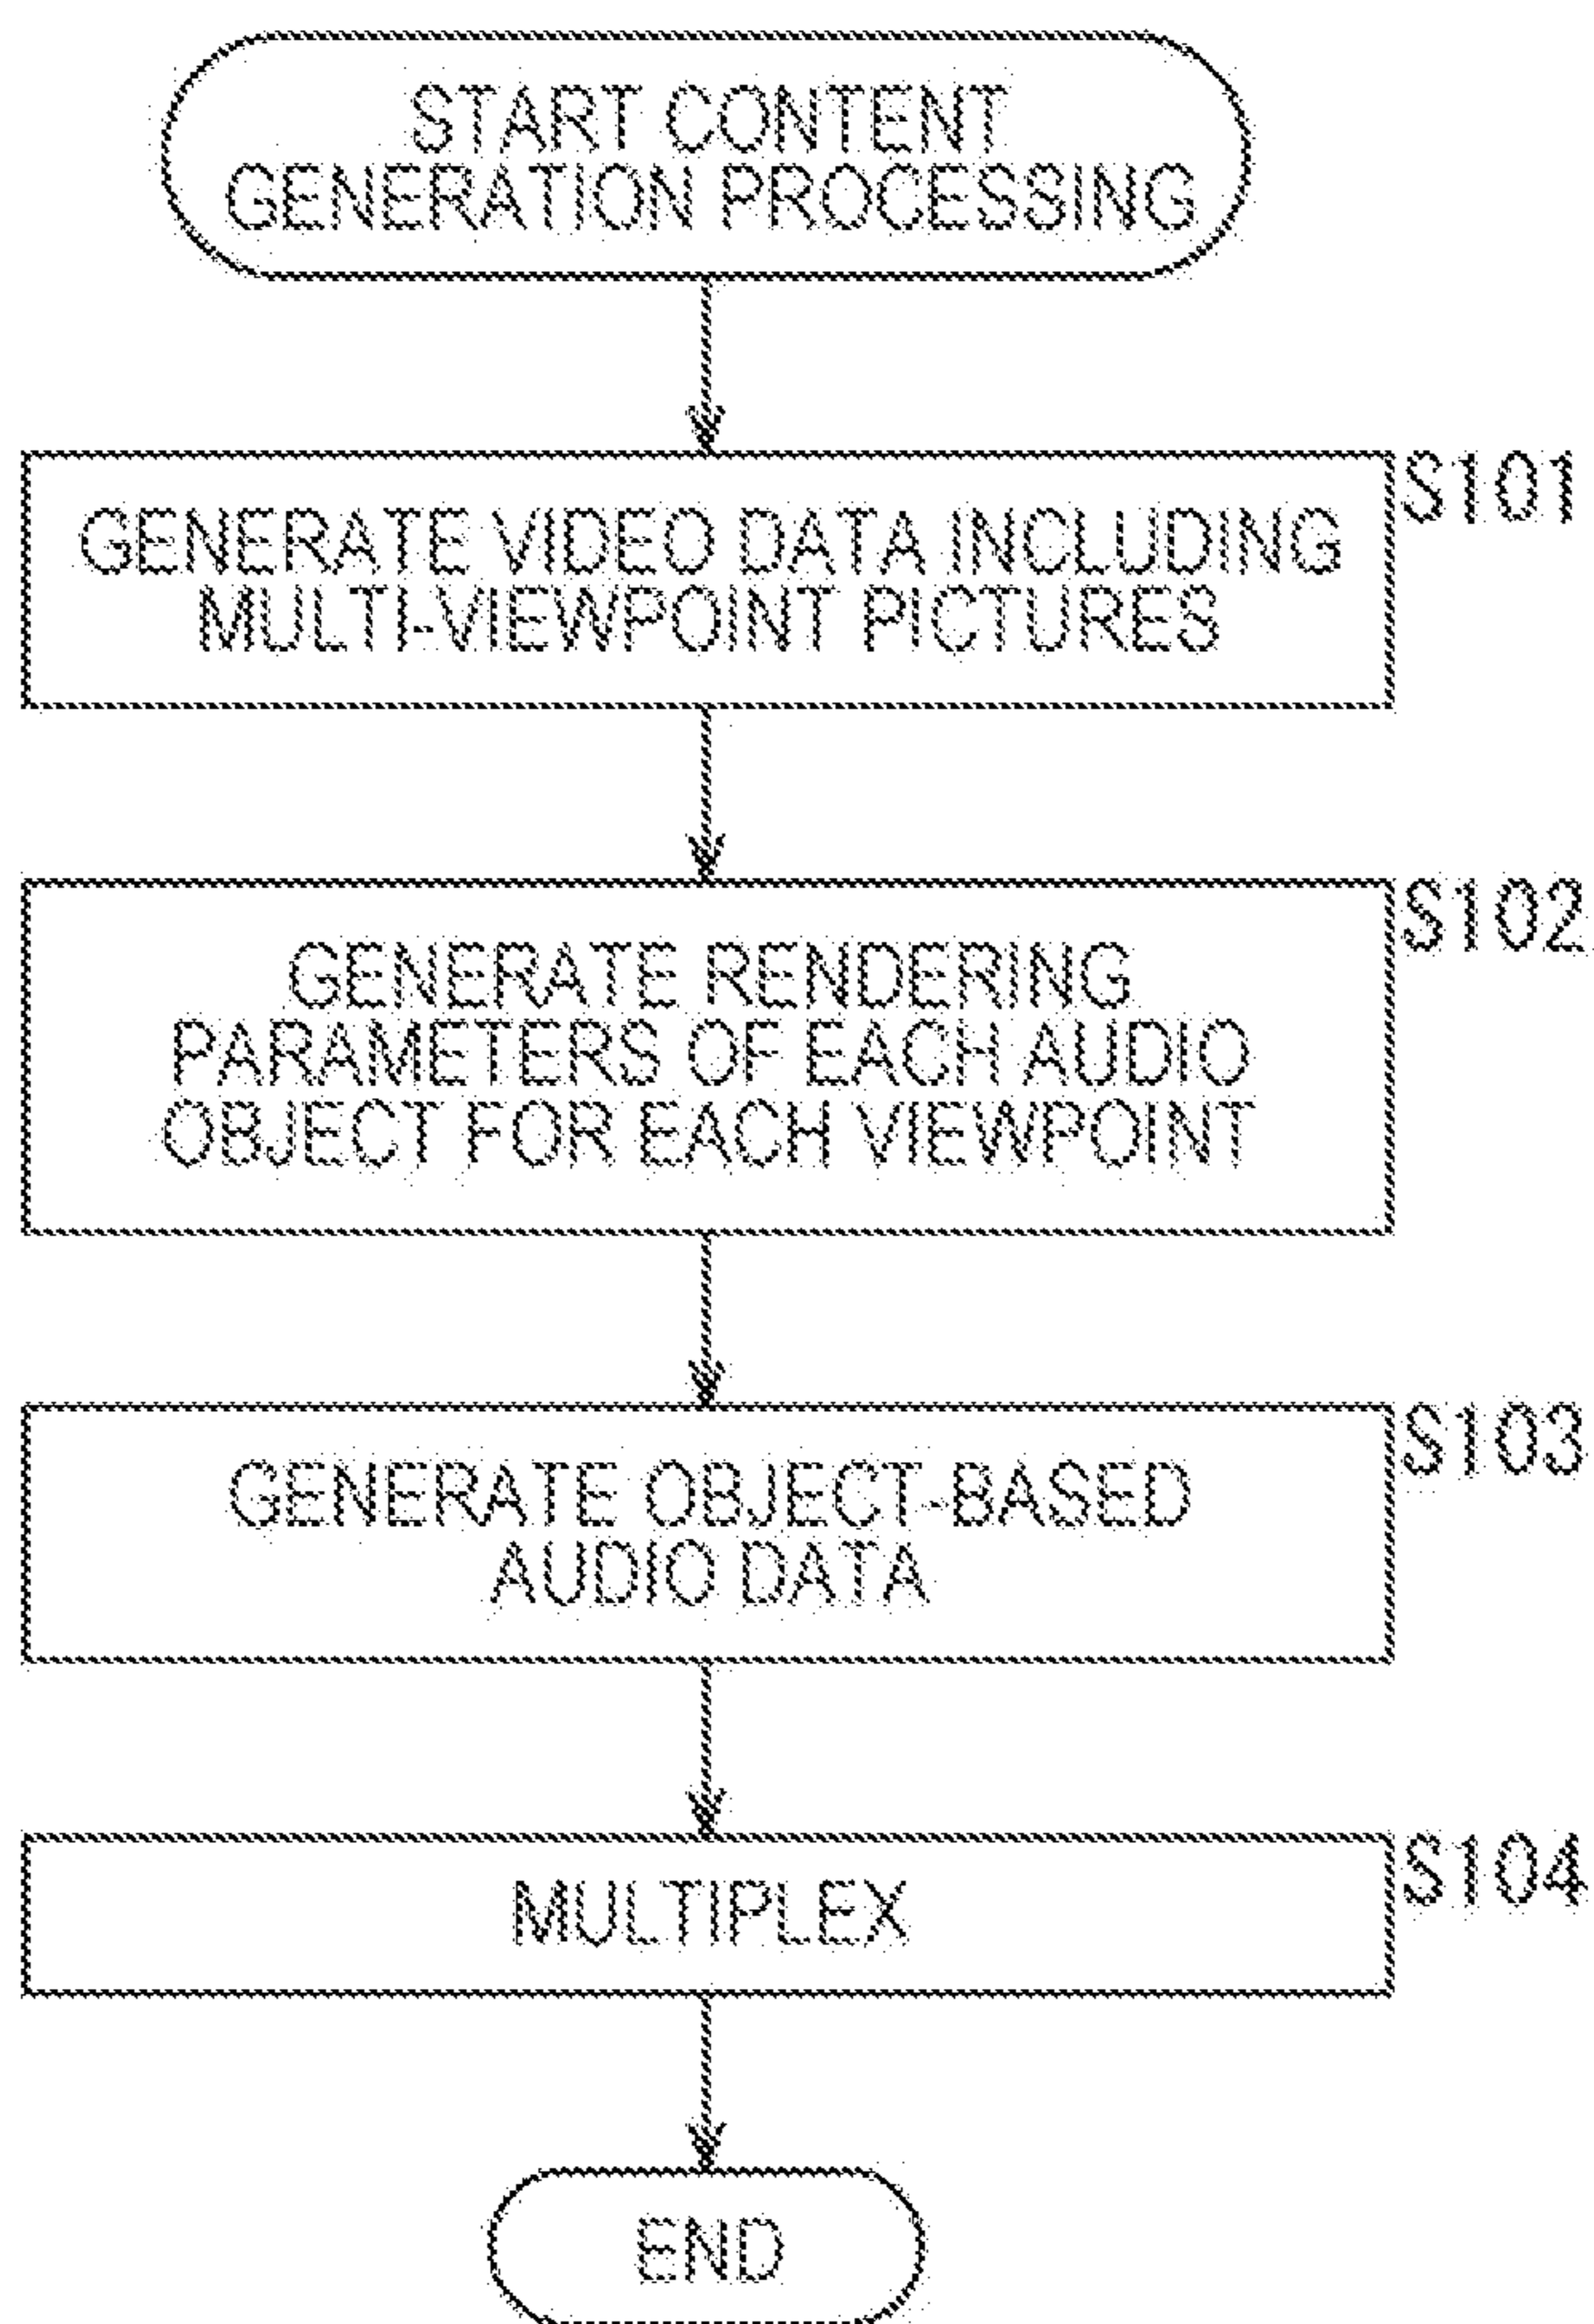 START CONTENT
GENERATION PROCESSING
S101
GENERATE VIDEO DATA INCLUDING
MULTI-VIEWPOINT PICTURES
S102
GENERATE RENDERING
PARAMETERS OF EACH AUDIO
OBJECT FOR EACH VIEWPOINT
S103
GENERATE OBJECT-BASED
AUDIO DATA
S104
MULTIPLEX
END